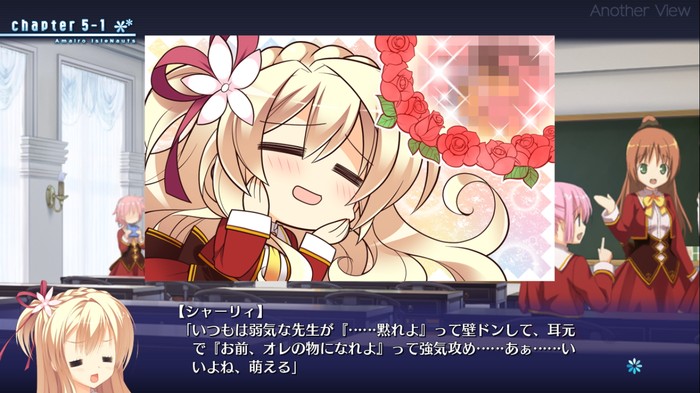 Another View
chapter 5-1
Amairo IsleNauts
【シャーリィ】
「いつもは弱気な先生が『……黙れよ』って壁ドンして、耳元
で『お前、オレの物になれよ』って強気攻め……あぁ……い
いよね、萌える」